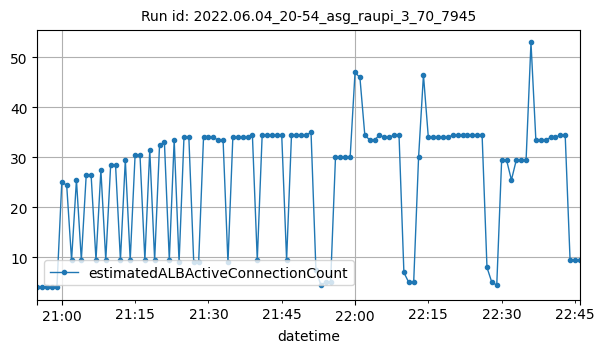 Run id: 2022.06.04_20-54_asg_raupi_3_70_7945
50
40
30
20
10
estimatedALBActiveConnectionCount
21:00 21:15 21:30 21:45 22:00 22:15 22:30 22:45
datetime